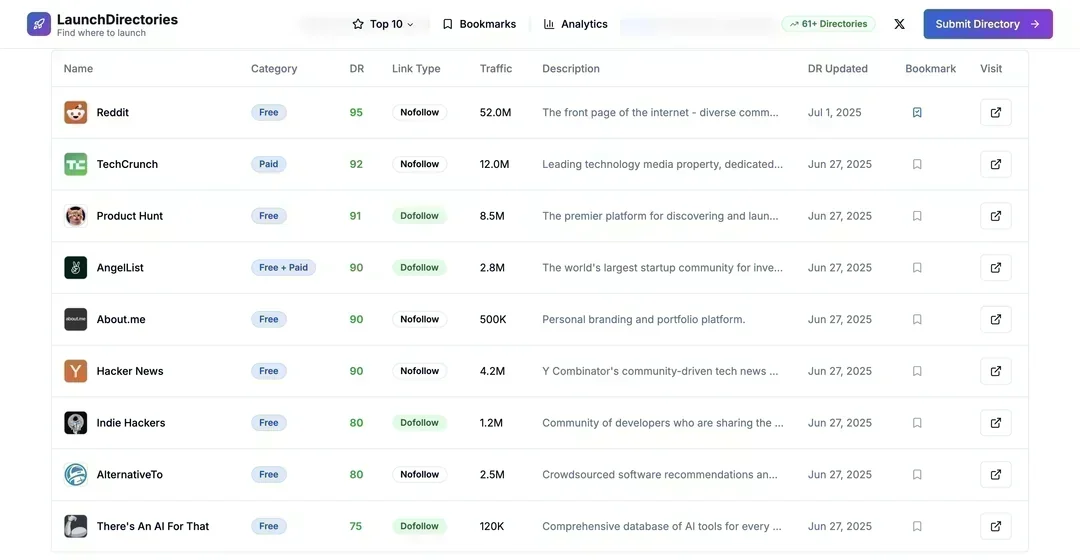 LaunchDirectories
Find where to launch
Top 10
Bookmarks
Analytics
61+ Directories
X
Submit Directory
Name Category DR Link Type Traffic Description DR Updated Bookmark Visit
Reddit Free 95 Nofollow 52.0M The front page of the internet - diverse comm... Jul 1, 2025
TC TechCrunch Paid 92 Nofollow 12.0M Leading technology media property, dedicated... Jun 27, 2025
Product Hunt Free 91 Dofollow 8.5M The premier platform for discovering and laun... Jun 27, 2025
AngelList Free + Paid 90 Dofollow 2.8M The world's largest startup community for inve... Jun 27, 2025
about.me About.me Free 90 Nofollow 500K Personal branding and portfolio platform. Jun 27, 2025
Y Hacker News Free 90 Nofollow 4.2M Y Combinator's community-driven tech news ... Jun 27, 2025
Indie Hackers Free 80 Dofollow 1.2M Community of developers who are sharing the ... Jun 27, 2025
AlternativeTo Free 80 Nofollow 2.5M Crowdsourced software recommendations an... Jun 27, 2025
There's An AI For That Free 75 Dofollow 120K Comprehensive database of AI tools for every ... Jun 27, 2025